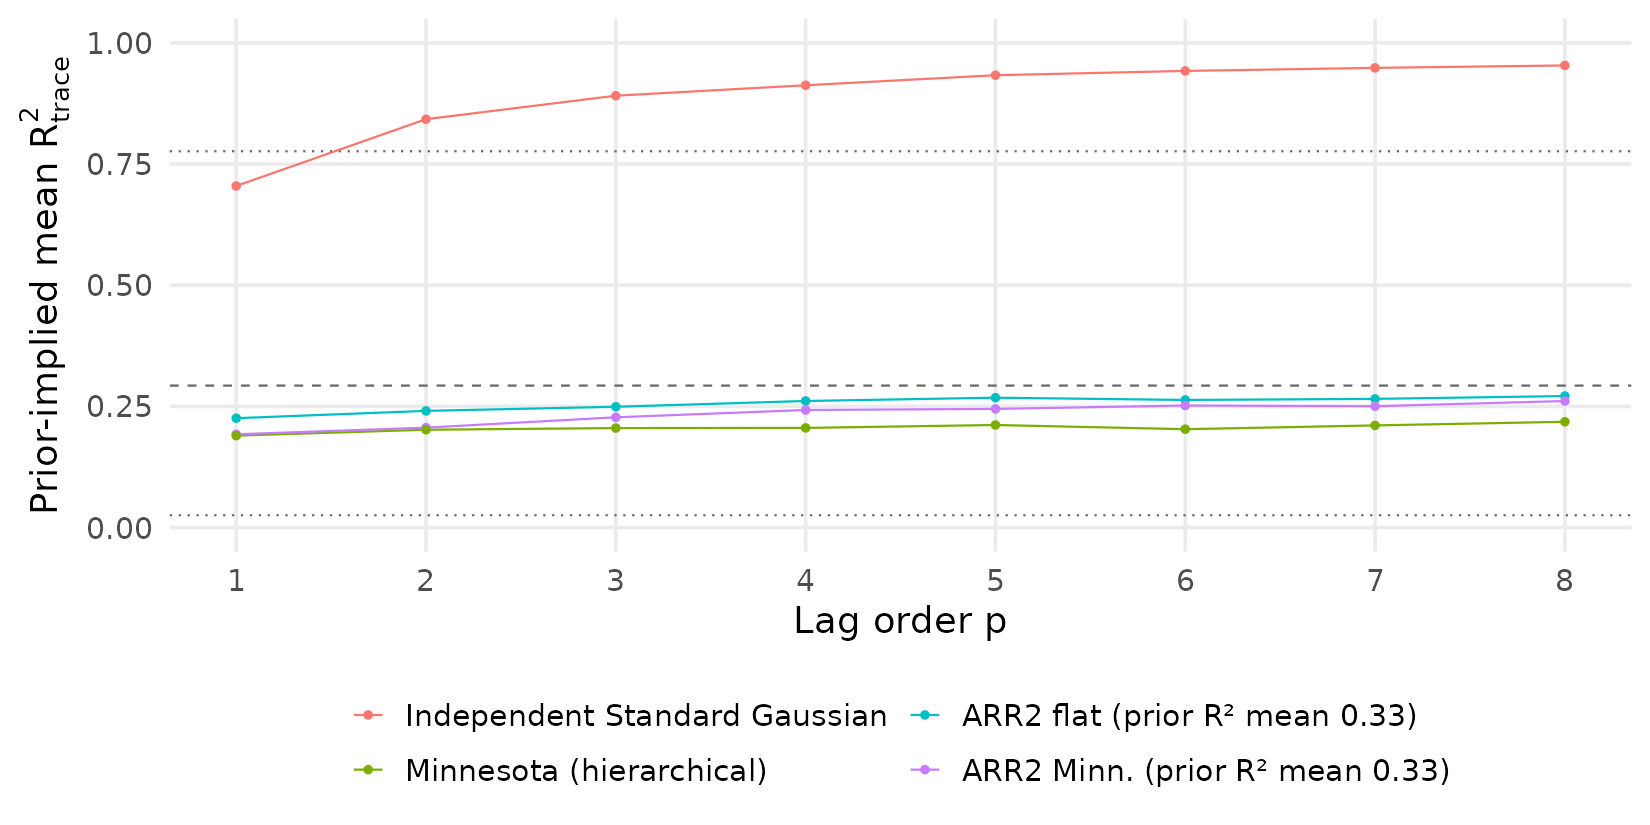 Prior-implied mean R²trace
1.00
0.75
0.50
0.25
0.00
1 2 3 4 5 6 7 8
Lag order p
Independent Standard Gaussian
ARR2 flat (prior R² mean 0.33)
Minnesota (hierarchical)
ARR2 Minn. (prior R² mean 0.33)